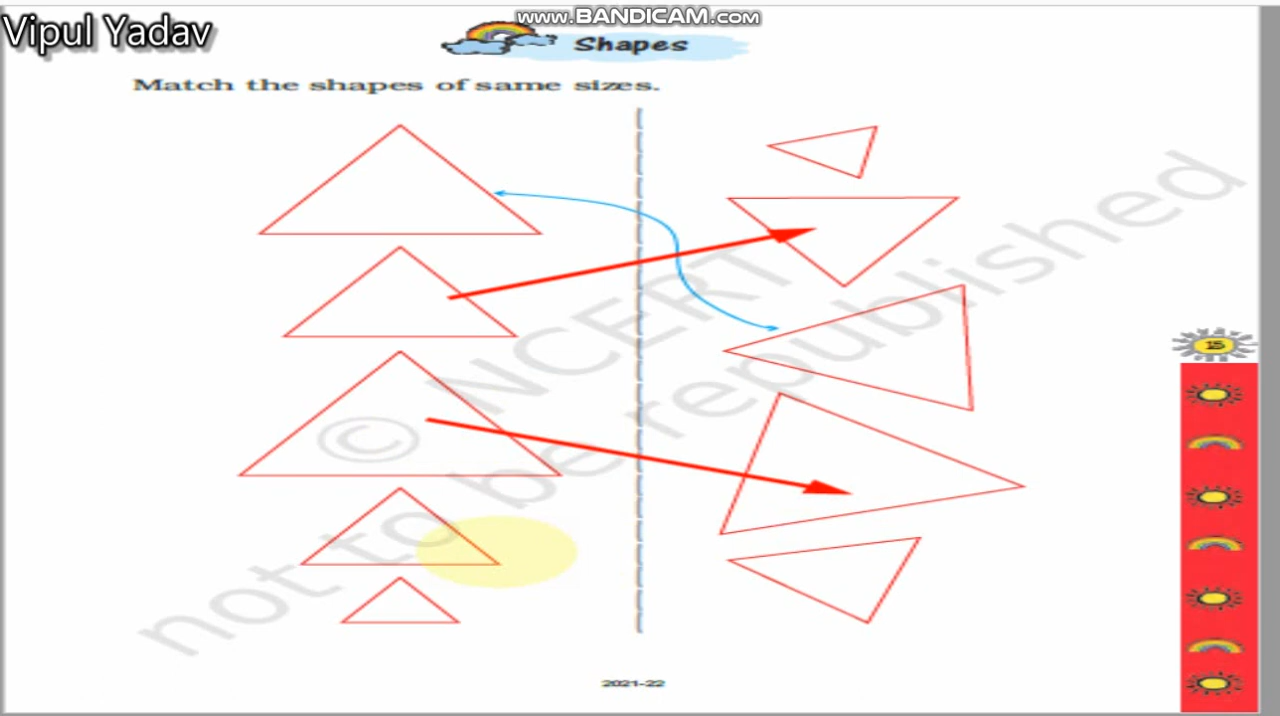 www.BANDICAM.com
Vipul Yadav
Shapes
Match the shapes of same sizes.
© NCERT
not to be republished
15
2021-22